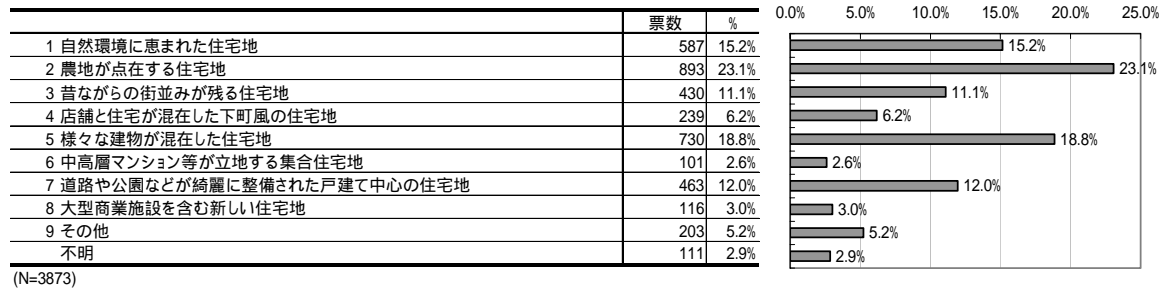 0.0% 5.0% 10.0% 15.0% 20.0% 25.0%
票数 %
1 自然環境に恵まれた住宅地 587 15.2% 15.2%
2 農地が点在する住宅地 893 23.1% 23.1%
3 昔ながらの街並みが残る住宅地 430 11.1% 11.1%
4 店舗と住宅が混在した下町風の住宅地 239 6.2% 6.2%
5 様々な建物が混在した住宅地 730 18.8% 18.8%
6 中高層マンション等が立地する集合住宅地 101 2.6% 2.6%
7 道路や公園などが綺麗に整備された戸建て中心の住宅地 463 12.0% 12.0%
8 大型商業施設を含む新しい住宅地 116 3.0% 3.0%
9 その他 203 5.2% 5.2%
不明 111 2.9% 2.9%
(N=3873)